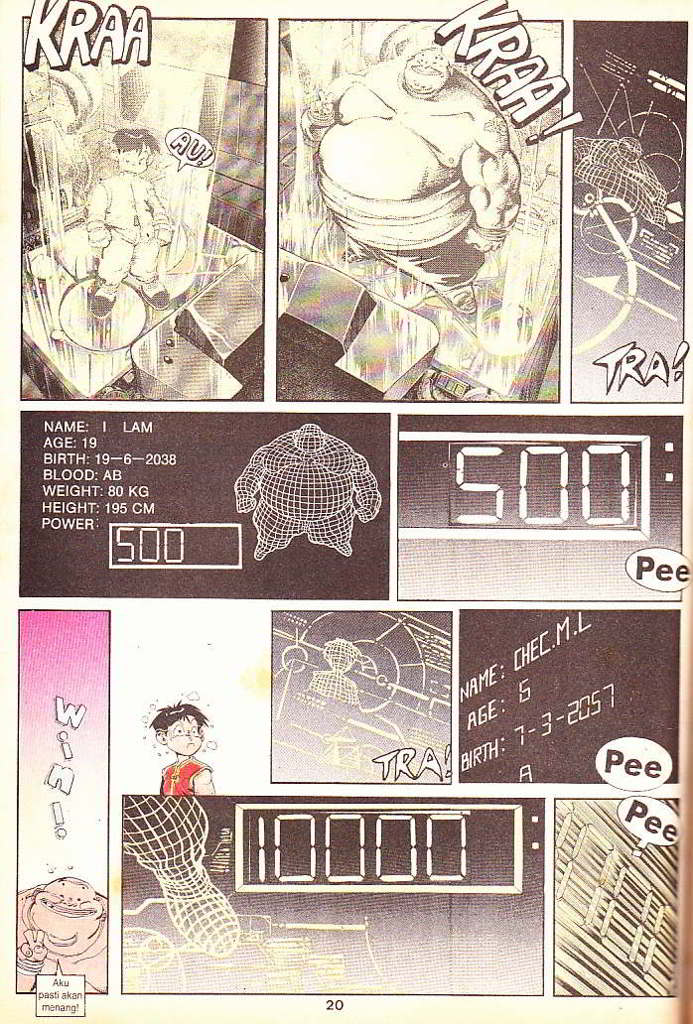 KRAA
AU!
KRAA!
TRA!
NAME: I LAM
AGE: 19
BIRTH: 19-6-2038
BLOOD: AB
WEIGHT: 80 KG
HEIGHT: 195 CM
POWER:
500
500
Pee
Win!
Aku
pasti akan
menang!
TRA!
NAME: CHEC.M.L
AGE:
BIRTH: 7-3-2057
A
Pee
10000
Pee
20